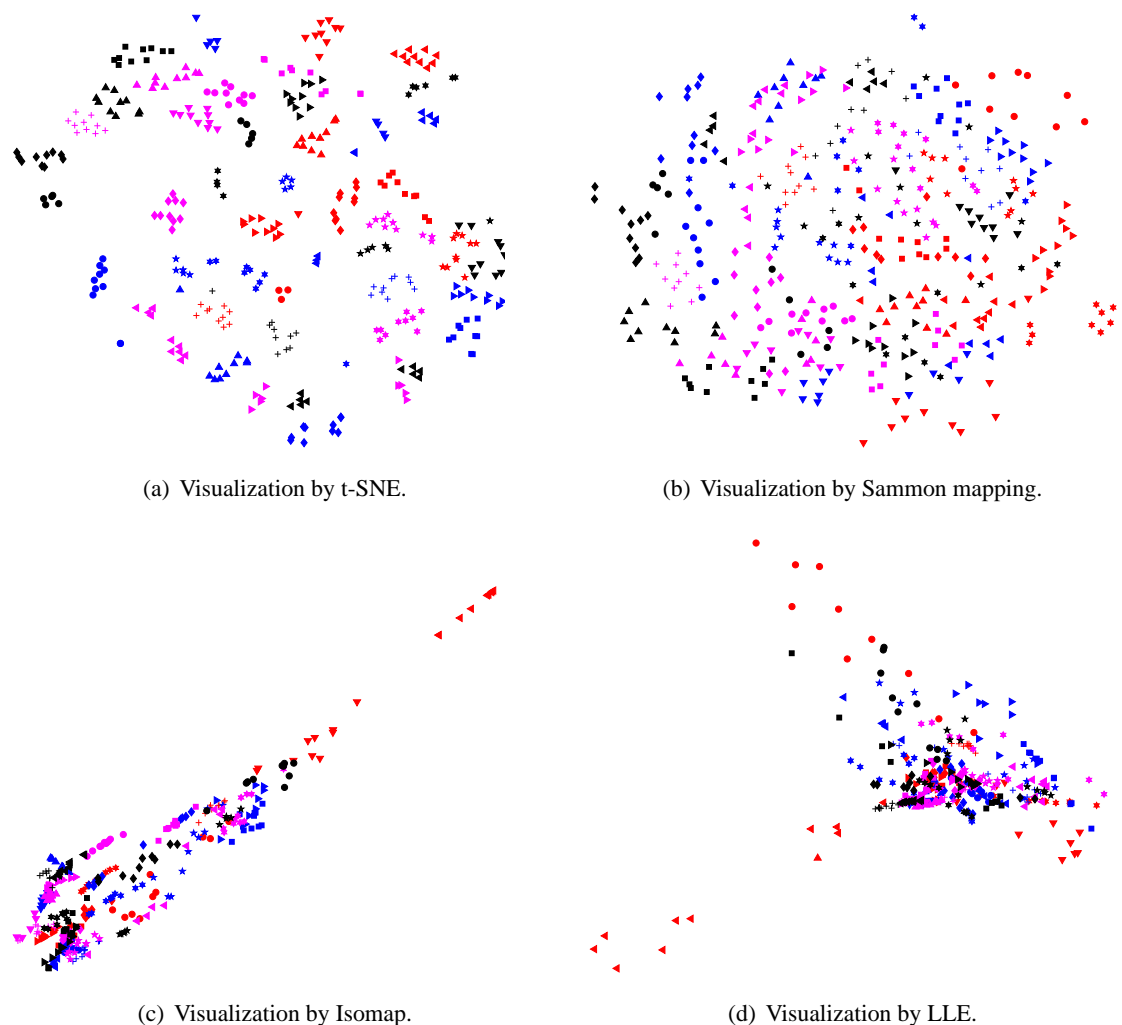 (a) Visualization by t-SNE.
(b) Visualization by Sammon mapping.
(c) Visualization by Isomap.
(d) Visualization by LLE.